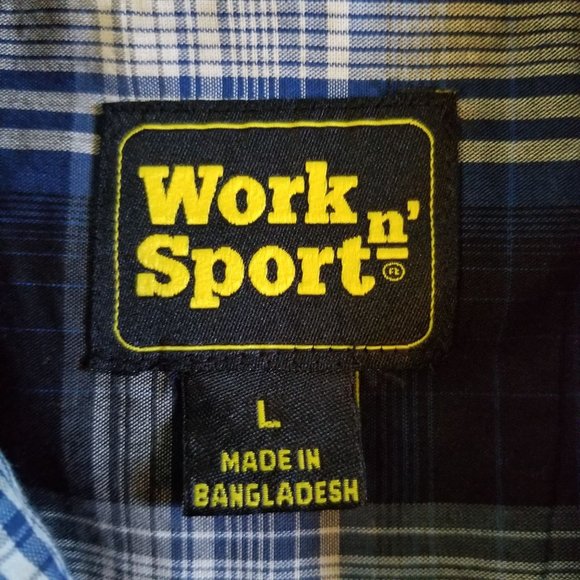 Work n'
Sport ®
L
MADE IN
BANGLADESH